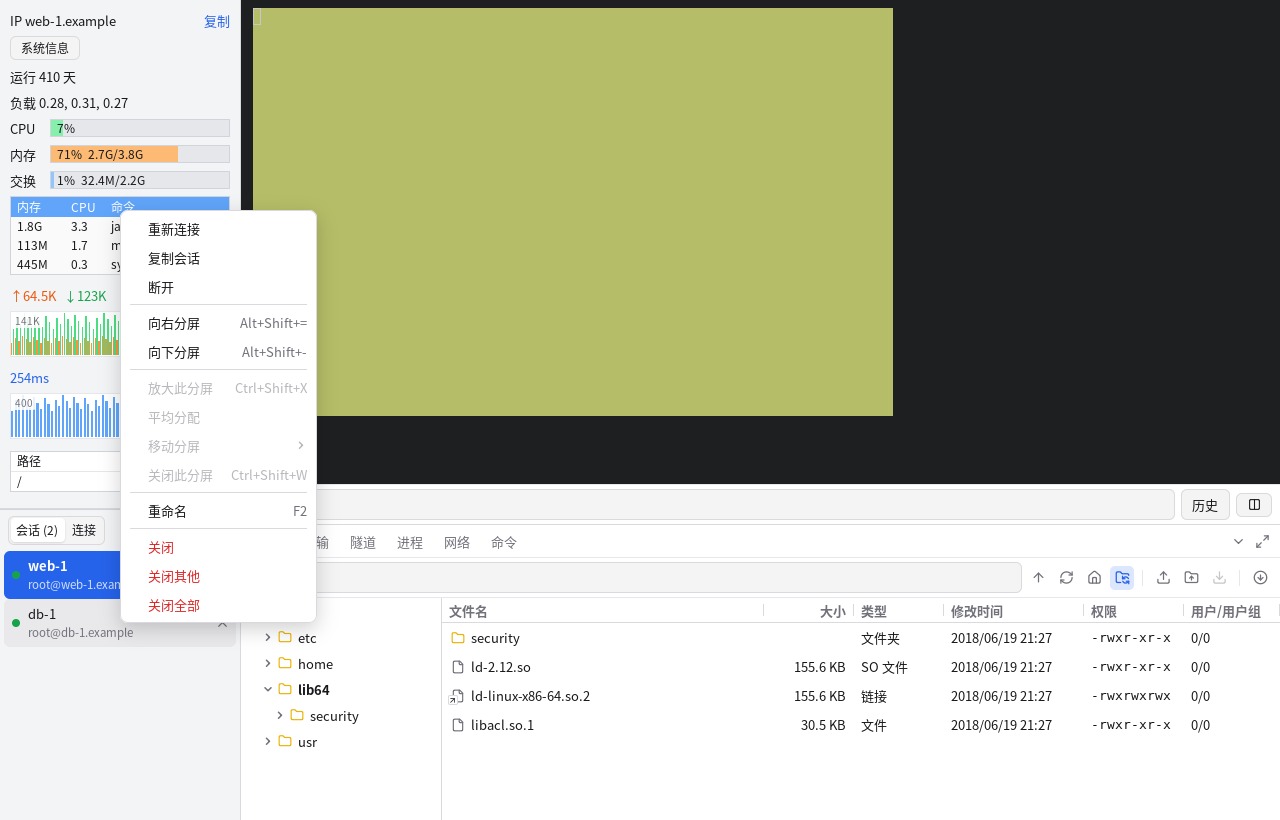 IP web-1.example 复制
系统信息
运行 410 天
负载 0.28, 0.31, 0.27
CPU 7%
内存 71% 2.7G/3.8G
交换 1% 32.4M/2.2G
内存 CPU 命令
1.8G 3.3
113M 1.7
445M 0.3
↑64.5K ↓123K
141K
254ms
400
路径
/
会话 (2) 连接
web-1
root@web-1.exam
db-1
root@db-1.example
重新连接
复制会话
断开
向右分屏 Alt+Shift+=
向下分屏 Alt+Shift+-
放大此分屏 Ctrl+Shift+X
平均分配
移动分屏
关闭此分屏 Ctrl+Shift+W
重命名 F2
关闭
关闭其他
关闭全部
历史
输 隧道 进程 网络 命令
etc
home
lib64
security
usr
文件名 大小 类型 修改时间 权限 用户/用户组
security 文件夹 2018/06/19 21:27 -rwxr-xr-x 0/0
ld-2.12.so 155.6 KB SO 文件 2018/06/19 21:27 -rwxr-xr-x 0/0
ld-linux-x86-64.so.2 155.6 KB 链接 2018/06/19 21:27 -rwxrwxrwx 0/0
libacl.so.1 30.5 KB 文件 2018/06/19 21:27 -rwxr-xr-x 0/0